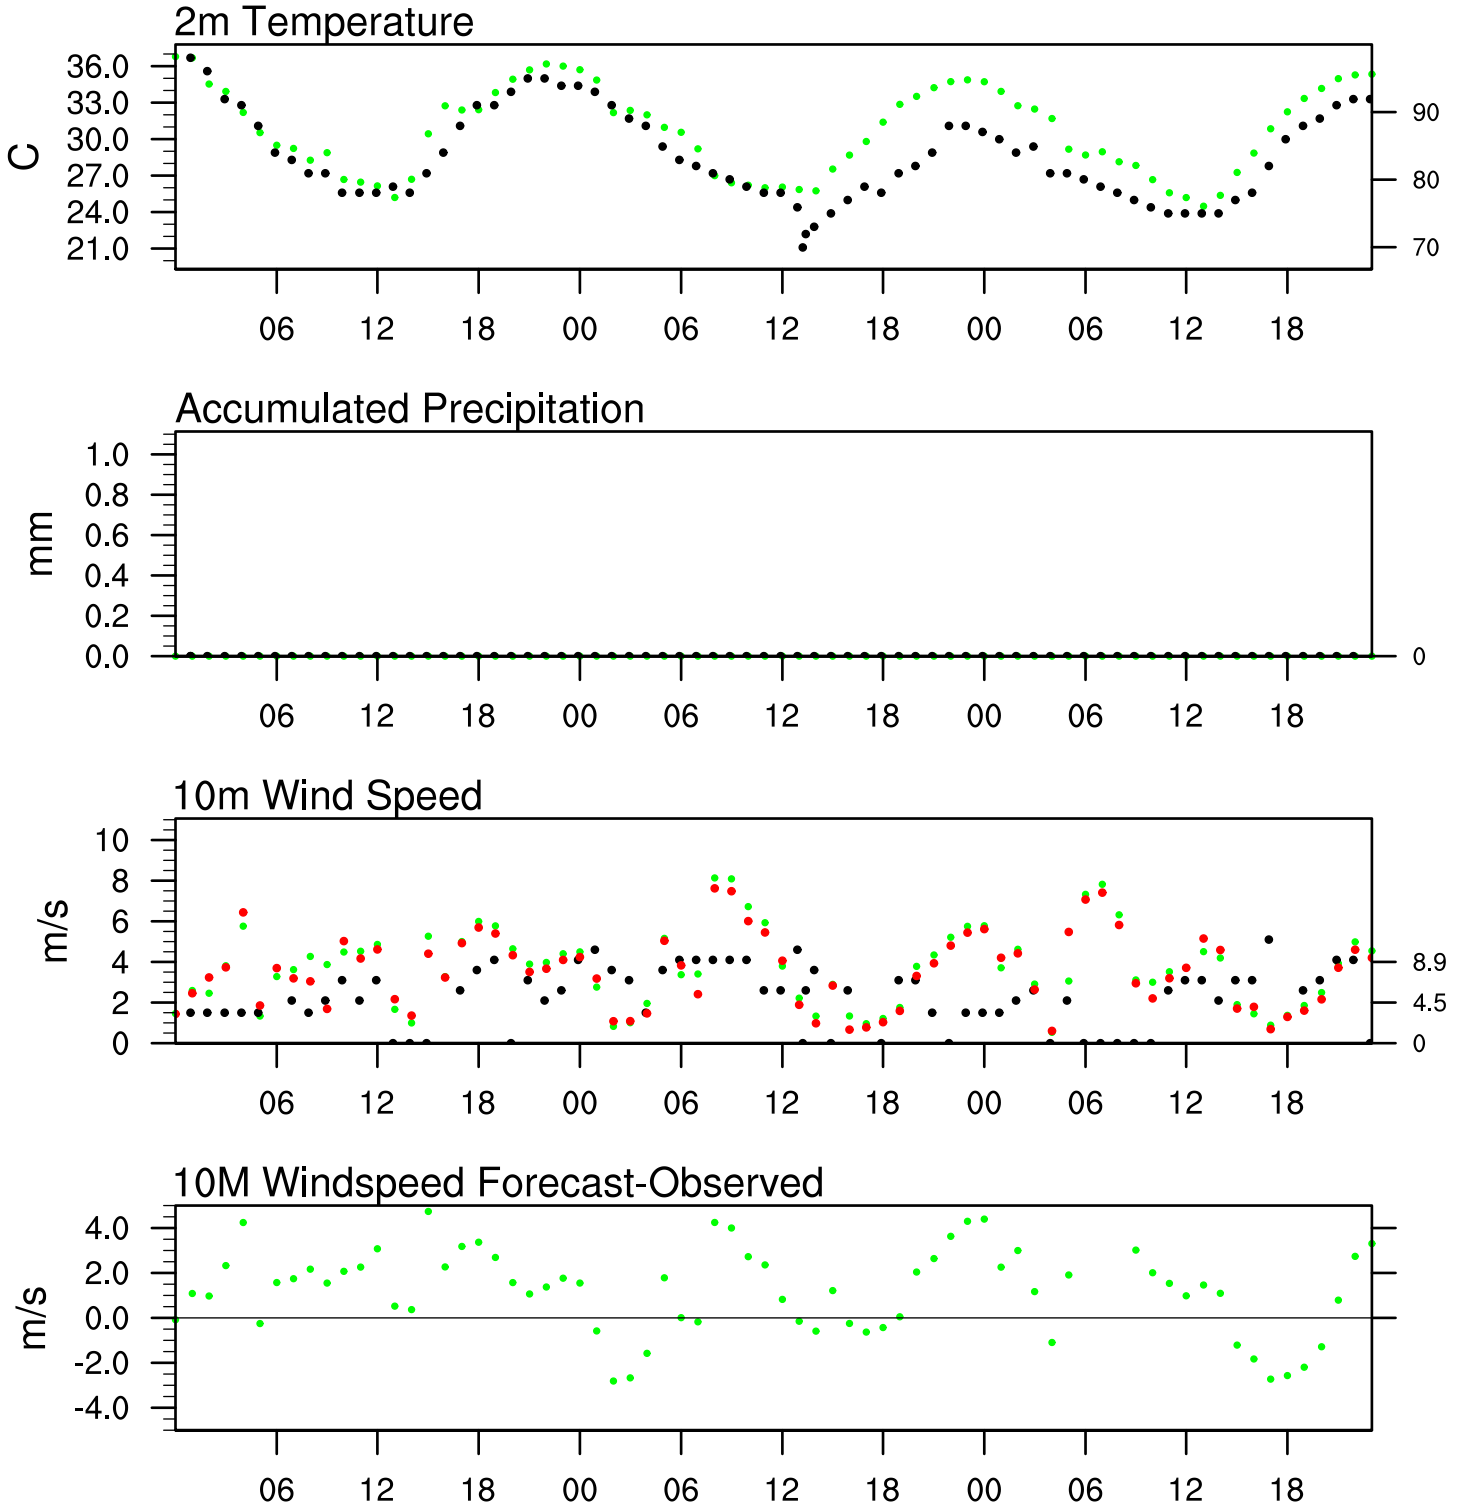 2m Temperature
36.0
33.0
30.0
27.0
24.0
21.0
C
90
80
70
06 12 18 00 06 12 18 00 06 12 18
Accumulated Precipitation
1.0
0.8
0.6
0.4
0.2
0.0
mm
0
06 12 18 00 06 12 18 00 06 12 18
10m Wind Speed
10
8
6
4
2
0
m/s
8.9
4.5
0
06 12 18 00 06 12 18 00 06 12 18
10M Windspeed Forecast-Observed
4.0
2.0
0.0
-2.0
-4.0
m/s
06 12 18 00 06 12 18 00 06 12 18